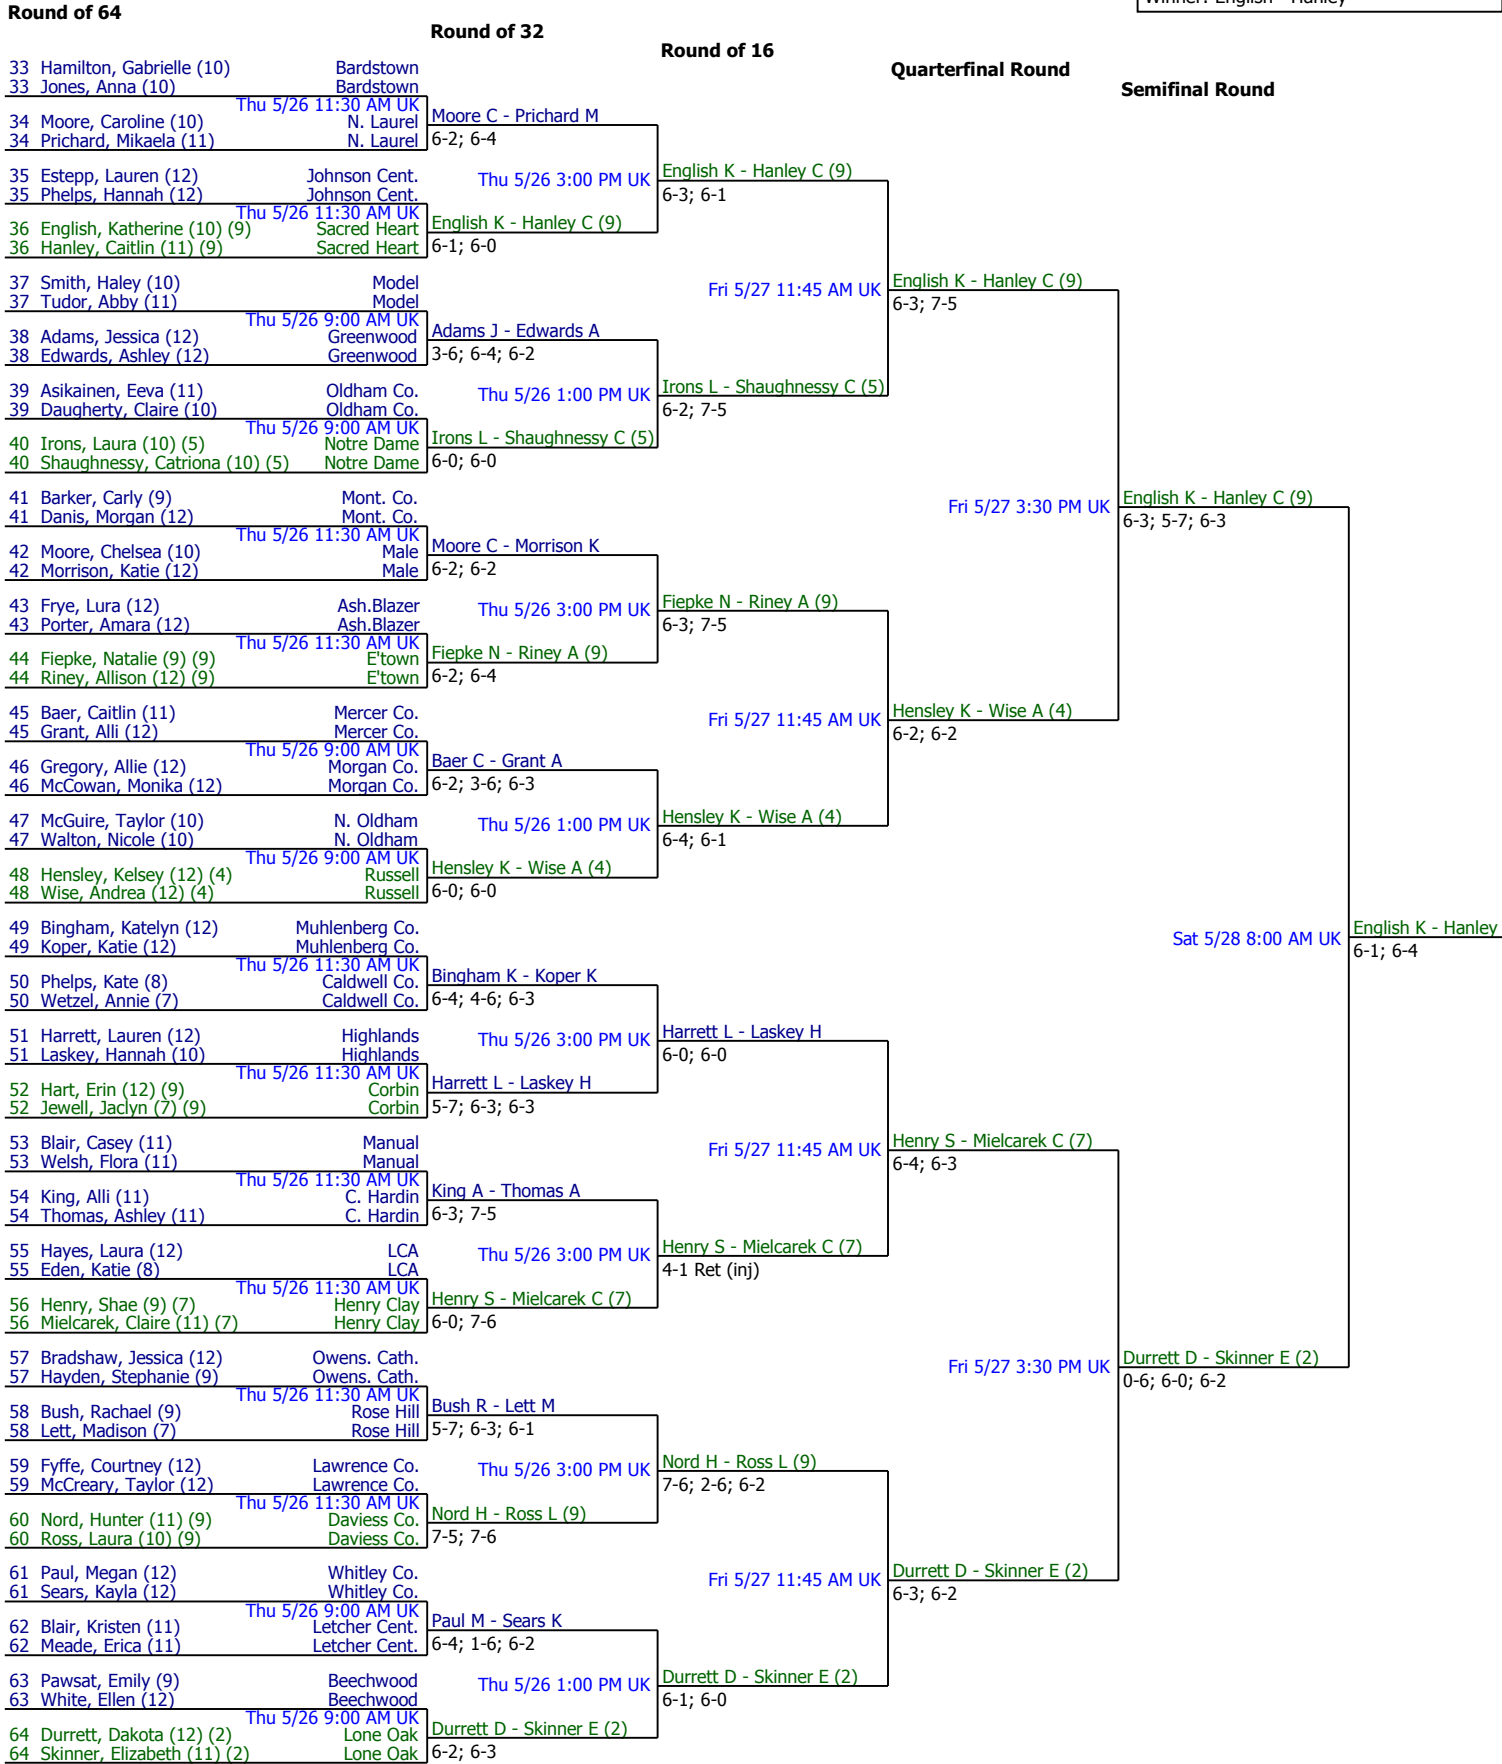 Winner: English - Hanley
Round of 64
Round of 32
Round of 16
Quarterfinal Round
Semifinal Round
33 Hamilton, Gabrielle (10) Bardstown
33 Jones, Anna (10) Bardstown
Thu 5/26 11:30 AM UK
34 Moore, Caroline (10) N. Laurel
34 Prichard, Mikaela (11) N. Laurel
Moore C - Prichard M
6-2; 6-4
35 Estepp, Lauren (12) Johnson Cent.
35 Phelps, Hannah (12) Johnson Cent.
Thu 5/26 11:30 AM UK
36 English, Katherine (10) (9) Sacred Heart
36 Hanley, Caitlin (11) (9) Sacred Heart
English K - Hanley C (9)
6-1; 6-0
Thu 5/26 3:00 PM UK
English K - Hanley C (9)
6-3; 6-1
37 Smith, Haley (10) Model
37 Tudor, Abby (11) Model
Thu 5/26 9:00 AM UK
38 Adams, Jessica (12) Greenwood
38 Edwards, Ashley (12) Greenwood
Adams J - Edwards A
3-6; 6-4; 6-2
39 Asikainen, Eeva (11) Oldham Co.
39 Daugherty, Claire (10) Oldham Co.
Thu 5/26 9:00 AM UK
40 Irons, Laura (10) (5) Notre Dame
40 Shaughnessy, Catriona (10) (5) Notre Dame
Irons L - Shaughnessy C (5)
6-0; 6-0
Thu 5/26 1:00 PM UK
Irons L - Shaughnessy C (5)
6-2; 7-5
Fri 5/27 11:45 AM UK
English K - Hanley C (9)
6-3; 7-5
41 Barker, Carly (9) Mont. Co.
41 Danis, Morgan (12) Mont. Co.
Thu 5/26 11:30 AM UK
42 Moore, Chelsea (10) Male
42 Morrison, Katie (12) Male
Moore C - Morrison K
6-2; 6-2
43 Frye, Lura (12) Ash.Blazer
43 Porter, Amara (12) Ash.Blazer
Thu 5/26 11:30 AM UK
44 Fiepke, Natalie (9) (9) E'town
44 Riney, Allison (12) (9) E'town
Fiepke N - Riney A (9)
6-2; 6-4
Thu 5/26 3:00 PM UK
Fiepke N - Riney A (9)
6-3; 7-5
45 Baer, Caitlin (11) Mercer Co.
45 Grant, Alli (12) Mercer Co.
Thu 5/26 9:00 AM UK
46 Gregory, Allie (12) Morgan Co.
46 McCowan, Monika (12) Morgan Co.
Baer C - Grant A
6-2; 3-6; 6-3
47 McGuire, Taylor (10) N. Oldham
47 Walton, Nicole (10) N. Oldham
Thu 5/26 9:00 AM UK
48 Hensley, Kelsey (12) (4) Russell
48 Wise, Andrea (12) (4) Russell
Hensley K - Wise A (4)
6-0; 6-0
Thu 5/26 1:00 PM UK
Hensley K - Wise A (4)
6-4; 6-1
Fri 5/27 11:45 AM UK
Hensley K - Wise A (4)
6-2; 6-2
Fri 5/27 3:30 PM UK
English K - Hanley C (9)
6-3; 5-7; 6-3
49 Bingham, Katelyn (12) Muhlenberg Co.
49 Koper, Katie (12) Muhlenberg Co.
Thu 5/26 11:30 AM UK
50 Phelps, Kate (8) Caldwell Co.
50 Wetzel, Annie (7) Caldwell Co.
Bingham K - Koper K
6-4; 4-6; 6-3
51 Harrett, Lauren (12) Highlands
51 Laskey, Hannah (10) Highlands
Thu 5/26 11:30 AM UK
52 Hart, Erin (12) (9) Corbin
52 Jewell, Jaclyn (7) (9) Corbin
Harrett L - Laskey H
5-7; 6-3; 6-3
Thu 5/26 3:00 PM UK
Harrett L - Laskey H
6-0; 6-0
53 Blair, Casey (11) Manual
53 Welsh, Flora (11) Manual
Thu 5/26 11:30 AM UK
54 King, Alli (11) C. Hardin
54 Thomas, Ashley (11) C. Hardin
King A - Thomas A
6-3; 7-5
55 Hayes, Laura (12) LCA
55 Eden, Katie (8) LCA
Thu 5/26 11:30 AM UK
56 Henry, Shae (9) (7) Henry Clay
56 Mielcarek, Claire (11) (7) Henry Clay
Henry S - Mielcarek C (7)
6-0; 7-6
Thu 5/26 3:00 PM UK
Henry S - Mielcarek C (7)
4-1 Ret (inj)
Fri 5/27 11:45 AM UK
Henry S - Mielcarek C (7)
6-4; 6-3
57 Bradshaw, Jessica (12) Owens. Cath.
57 Hayden, Stephanie (9) Owens. Cath.
Thu 5/26 11:30 AM UK
58 Bush, Rachael (9) Rose Hill
58 Lett, Madison (7) Rose Hill
Bush R - Lett M
5-7; 6-3; 6-1
59 Fyffe, Courtney (12) Lawrence Co.
59 McCreary, Taylor (12) Lawrence Co.
Thu 5/26 11:30 AM UK
60 Nord, Hunter (11) (9) Daviess Co.
60 Ross, Laura (10) (9) Daviess Co.
Nord H - Ross L (9)
7-5; 7-6
Thu 5/26 3:00 PM UK
Nord H - Ross L (9)
7-6; 2-6; 6-2
61 Paul, Megan (12) Whitley Co.
61 Sears, Kayla (12) Whitley Co.
Thu 5/26 9:00 AM UK
62 Blair, Kristen (11) Letcher Cent.
62 Meade, Erica (11) Letcher Cent.
Paul M - Sears K
6-4; 1-6; 6-2
63 Pawsat, Emily (9) Beechwood
63 White, Ellen (12) Beechwood
Thu 5/26 9:00 AM UK
64 Durrett, Dakota (12) (2) Lone Oak
64 Skinner, Elizabeth (11) (2) Lone Oak
Durrett D - Skinner E (2)
6-2; 6-3
Thu 5/26 1:00 PM UK
Durrett D - Skinner E (2)
6-1; 6-0
Fri 5/27 11:45 AM UK
Durrett D - Skinner E (2)
6-3; 6-2
Fri 5/27 3:30 PM UK
Durrett D - Skinner E (2)
0-6; 6-0; 6-2
Sat 5/28 8:00 AM UK
English K - Hanley
6-1; 6-4